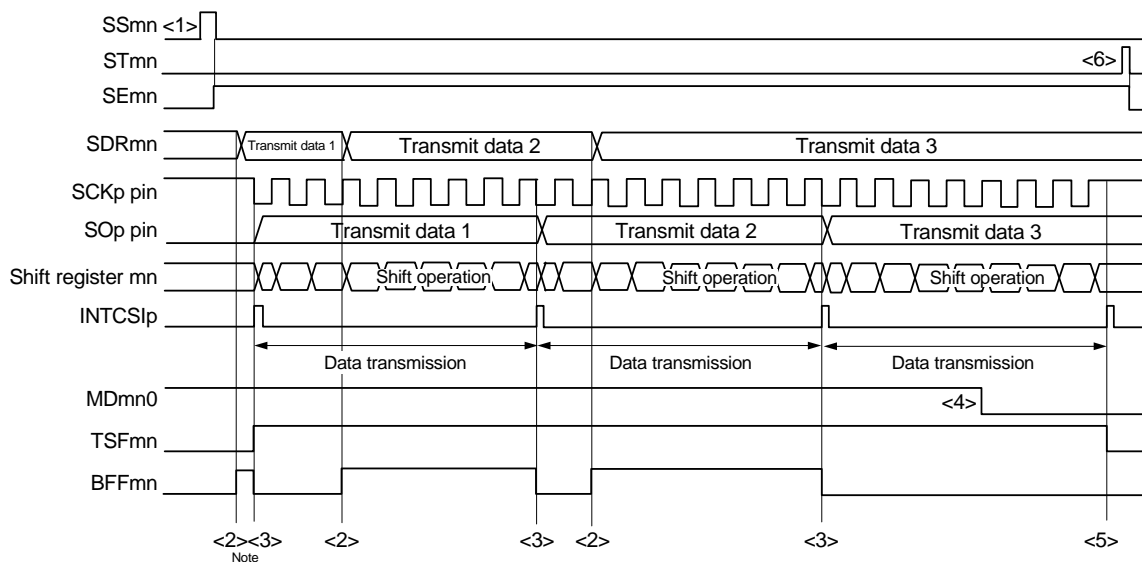 SSmn <1>
STmn <6>
SEmn
SDRmn Transmit data 1 Transmit data 2 Transmit data 3
SCKp pin
SOp pin Transmit data 1 Transmit data 2 Transmit data 3
Shift register mn Shift operation Shift operation Shift operation
INTCSIp
Data transmission Data transmission Data transmission
MDmn0 <4>
TSFmn
BFFmn
<2> <3> <2> <3> <2> <3> <5>
Note